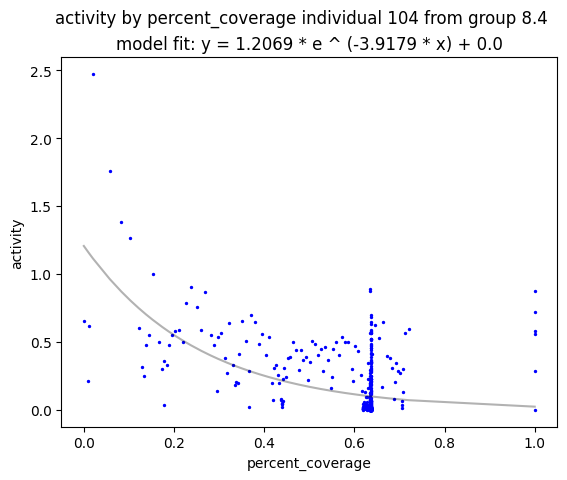 activity by percent_coverage individual 104 from group 8.4
model fit: y = 1.2069 * e ^ (-3.9179 * x) + 0.0
2.5
2.0
1.5
1.0
0.5
0.0
activity
0.0 0.2 0.4 0.6 0.8 1.0
percent_coverage